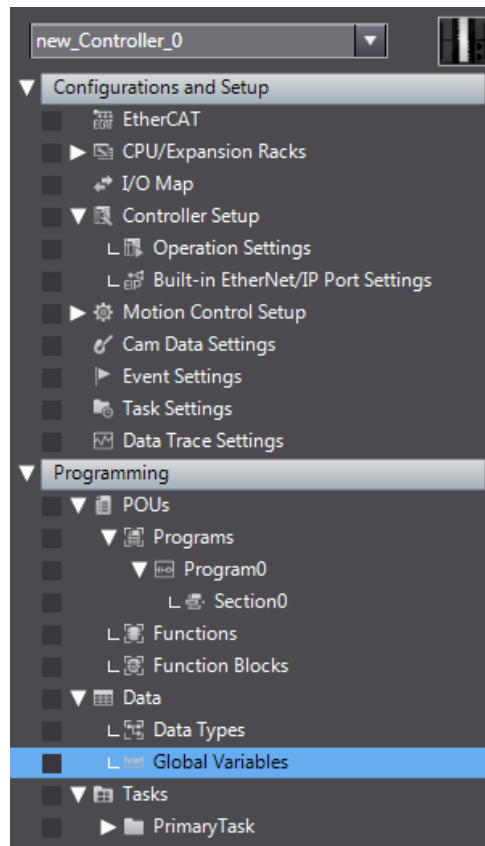 new_Controller_0
Configurations and Setup
EtherCAT
CPU/Expansion Racks
I/O Map
Controller Setup
Operation Settings
Built-in EtherNet/IP Port Settings
Motion Control Setup
Cam Data Settings
Event Settings
Task Settings
Data Trace Settings
Programming
POUs
Programs
Program0
Section0
Functions
Function Blocks
Data
Data Types
Global Variables
Tasks
PrimaryTask